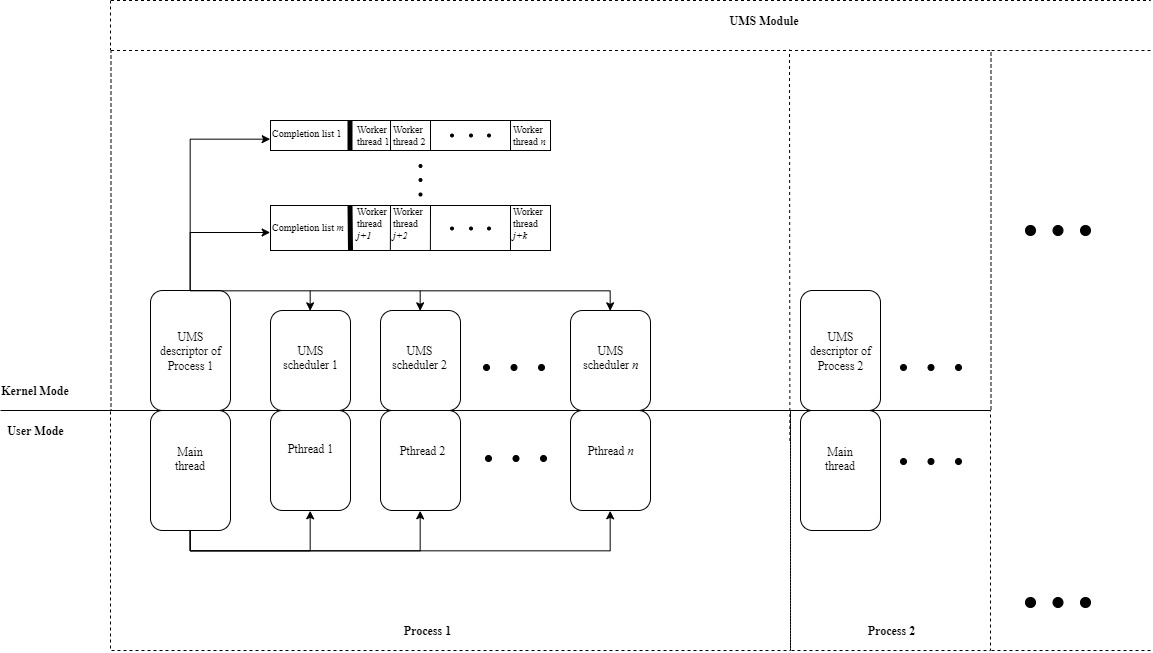 UMS Module
Completion list 1
Worker
thread 1
Worker
thread 2
Worker
thread n
Completion list m
Worker
thread
j+1
Worker
thread
j+2
Worker
thread
j+k
UMS
descriptor of
Process 1
UMS
scheduler 1
UMS
scheduler 2
UMS
scheduler n
UMS
descriptor of
Process 2
Kernel Mode
User Mode
Main
thread
Pthread 1
Pthread 2
Pthread n
Main
thread
Process 1
Process 2